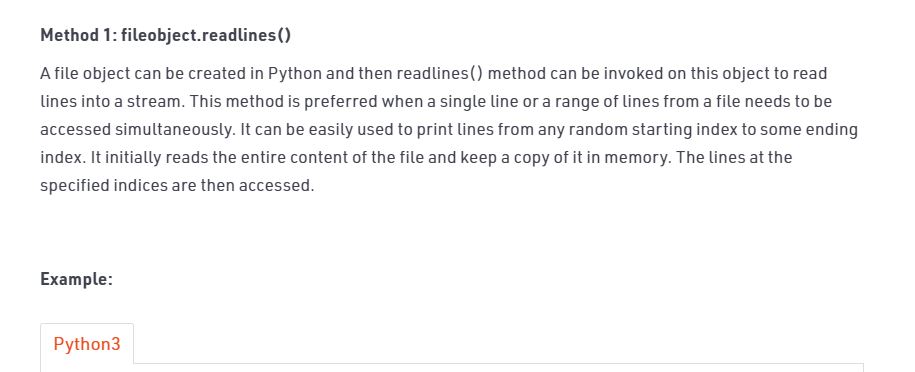 Method 1: fileobject.readlines()
A file object can be created in Python and then readlines() method can be invoked on this object to read
lines into a stream. This method is preferred when a single line or a range of lines from a file needs to be
accessed simultaneously. It can be easily used to print lines from any random starting index to some ending
index. It initially reads the entire content of the file and keep a copy of it in memory. The lines at the
specified indices are then accessed.
Example:
Python3